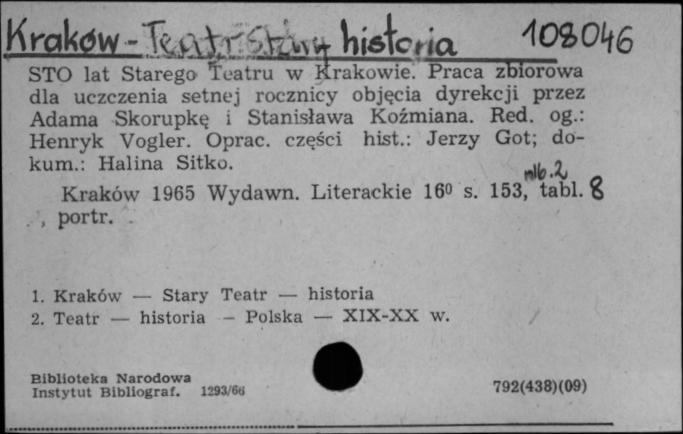 Kraków - Teatr Stary historia 108046
STO lat Starego Teatru w Krakowie. Praca zbiorowa
dla uczczenia setnej rocznicy objęcia dyrekcji przez
Adama Skorupkę i Stanisława Koźmiana. Red. og.:
Henryk Vogler. Oprac. części hist.: Jerzy Got; do-
kum.: Halina Sitko.
nlb. 2
Kraków 1965 Wydawn. Literackie 16⁰ s. 153, tabl. 8
, portr.
1. Kraków — Stary Teatr — historia
2. Teatr — historia — Polska — XIX-XX w.
Biblioteka Narodowa
Instytut Bibliograf. 1293/66 792(438)(09)